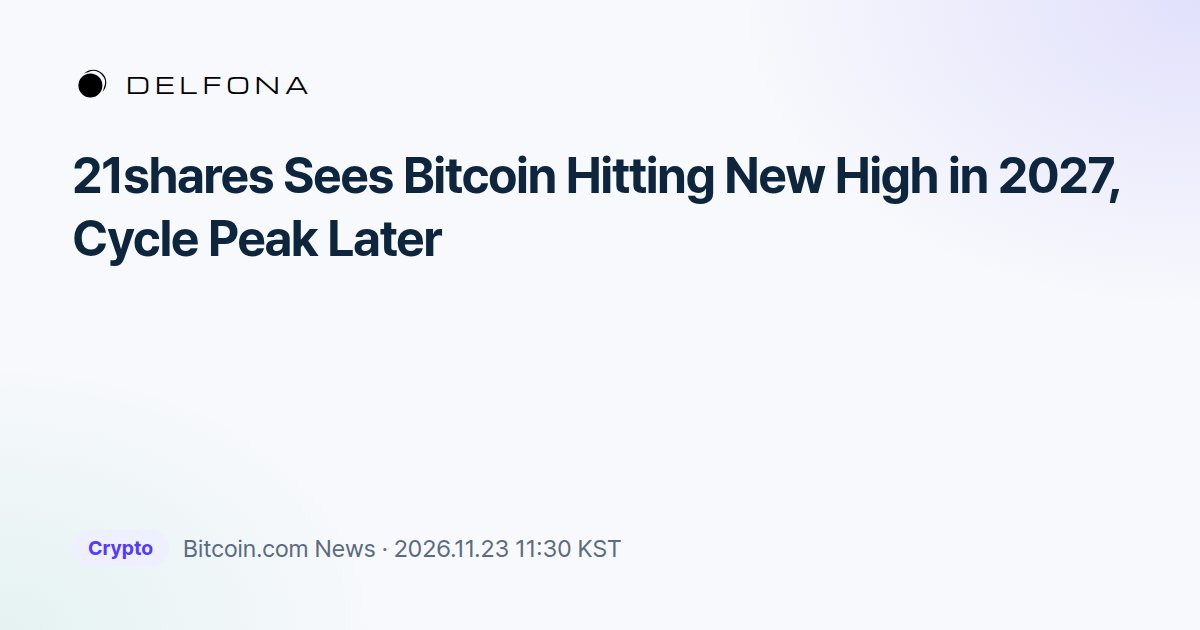 DELFONA
21shares Sees Bitcoin Hitting New High in 2027,
Cycle Peak Later
Crypto Bitcoin.com News · 2026.11.23 11:30 KST